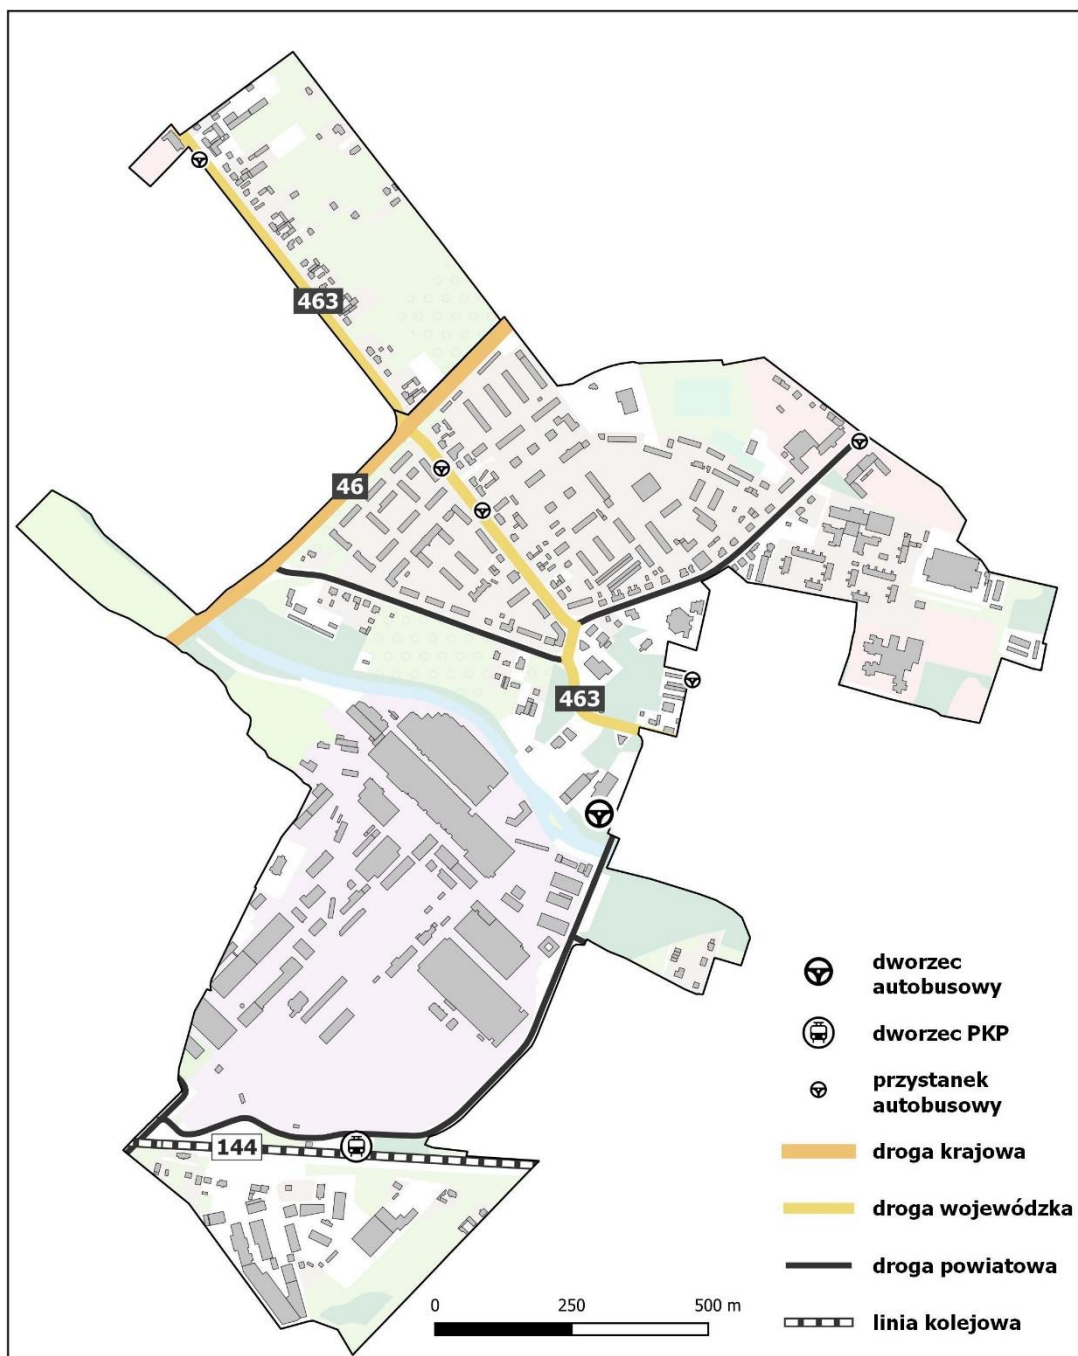 463
46
463
dworzec
autobusowy
dworzec PKP
przystanek
autobusowy
144
droga krajowa
droga wojewódzka
droga powiatowa
0 250 500 m
linia kolejowa